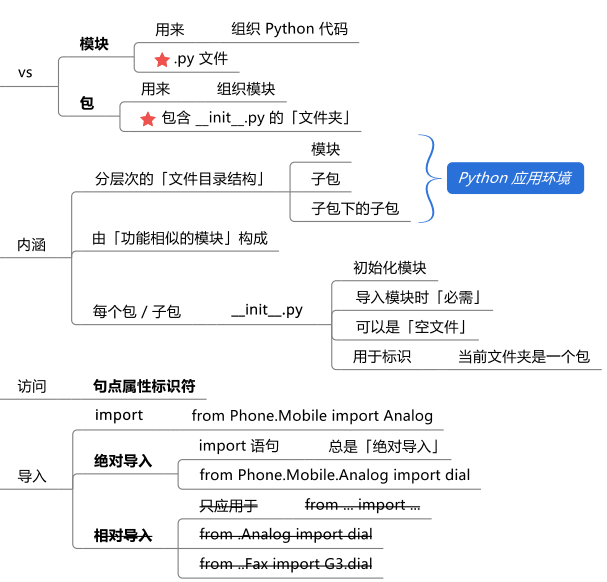 vs
模块
用来
组织 Python 代码
.py 文件
包
用来
组织模块
包含 __init__.py 的「文件夹」
内涵
分层次的「文件目录结构」
模块
子包
子包下的子包
Python 应用环境
由「功能相似的模块」构成
每个包 / 子包
__init__.py
初始化模块
导入模块时「必需」
可以是「空文件」
用于标识
当前文件夹是一个包
访问
句点属性标识符
导入
import
from Phone.Mobile import Analog
绝对导入
import 语句
总是「绝对导入」
from Phone.Mobile.Analog import dial
相对导入
只应用于
from ... import ...
from .Analog import dial
from ..Fax import G3.dial